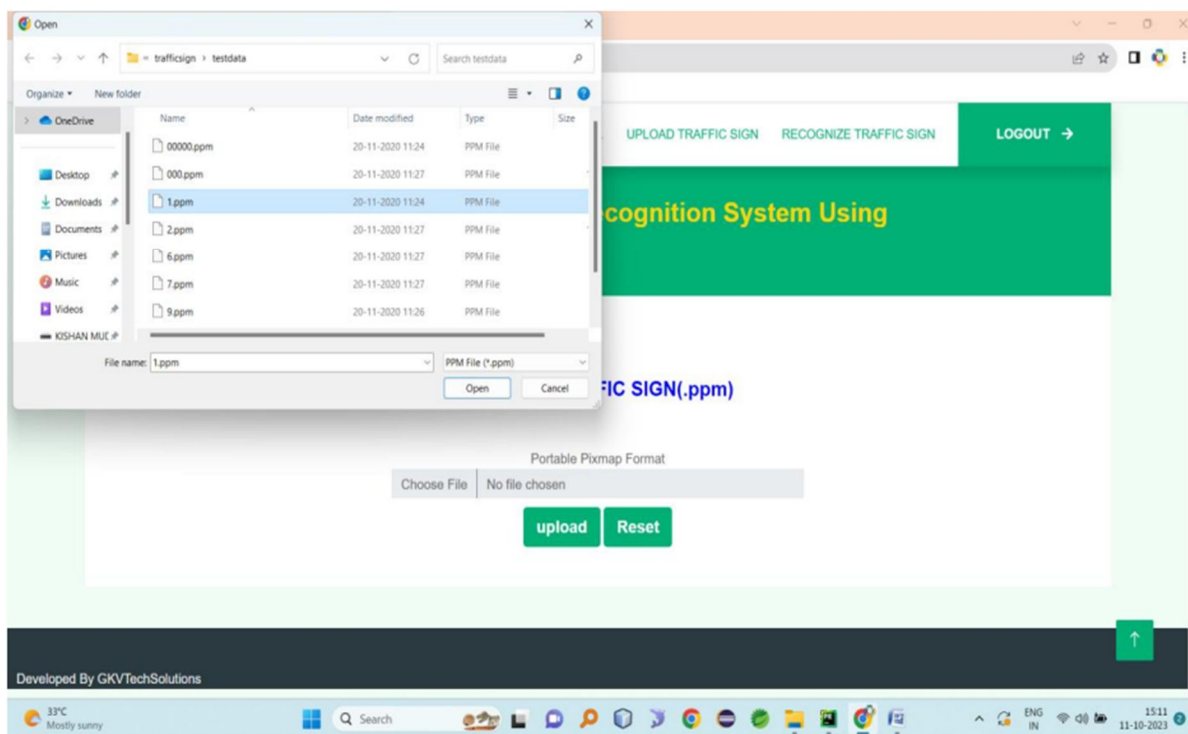 Open
trafficsign › testdata
Search testdata
Organize
New folder
Name
Date modified
Type
Size
OneDrive
Desktop
Downloads
Documents
Pictures
Music
Videos
KISHAN
00000.ppm 20-11-2020 11:24 PPM File
000.ppm 20-11-2020 11:27 PPM File
1.ppm 20-11-2020 11:24 PPM File
2.ppm 20-11-2020 11:27 PPM File
6.ppm 20-11-2020 11:27 PPM File
7.ppm 20-11-2020 11:27 PPM File
9.ppm 20-11-2020 11:26 PPM File
File name: 1.ppm
PPM File (*.ppm)
Open
Cancel
UPLOAD TRAFFIC SIGN
RECOGNIZE TRAFFIC SIGN
LOGOUT →
cognition System Using
FIC SIGN(.ppm)
Portable Pixmap Format
Choose File
No file chosen
upload
Reset
Developed By GKVTechSolutions
33°C
Mostly sunny
Search
ENG
IN
15:11
11-10-2023
2